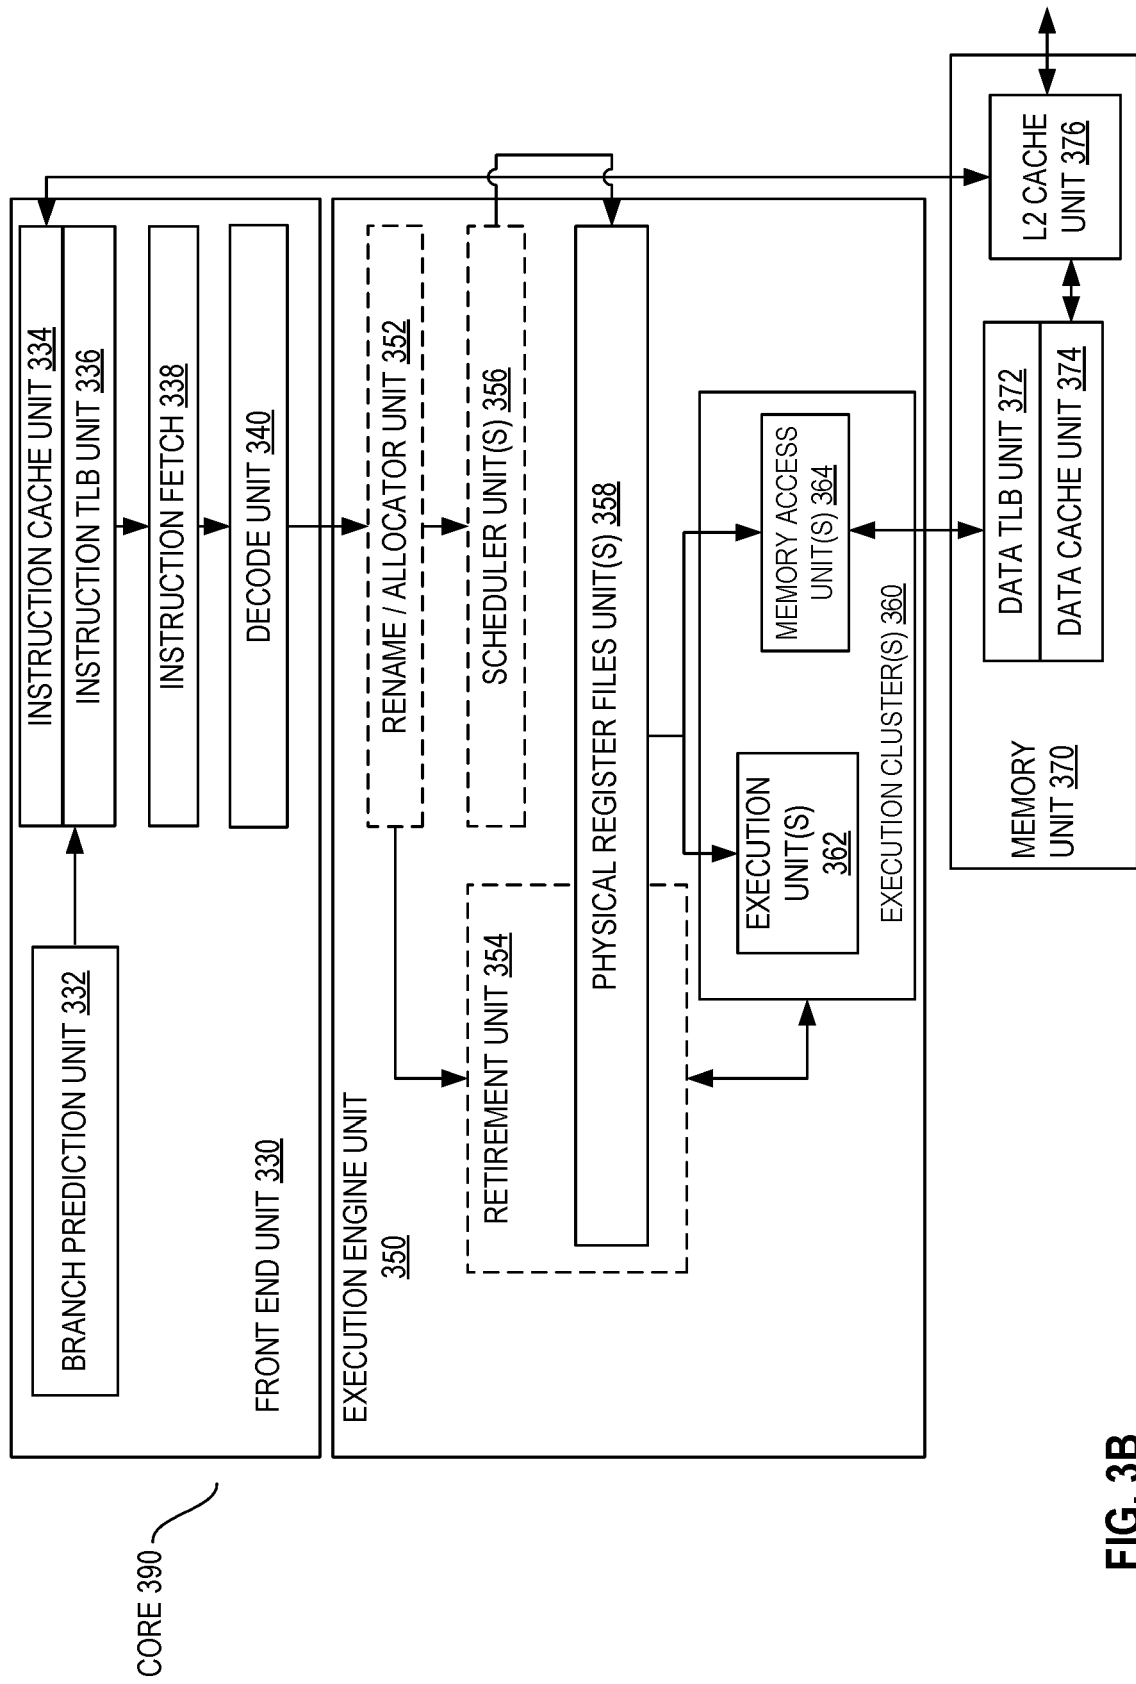 CORE 390
BRANCH PREDICTION UNIT 332
INSTRUCTION CACHE UNIT 334
INSTRUCTION TLB UNIT 336
INSTRUCTION FETCH 338
DECODE UNIT 340
FRONT END UNIT 330
EXECUTION ENGINE UNIT
350
RENAME / ALLOCATOR UNIT 352
RETIREMENT UNIT 354
SCHEDULER UNIT(S) 356
PHYSICAL REGISTER FILES UNIT(S) 358
EXECUTION
UNIT(S)
362
MEMORY ACCESS
UNIT(S) 364
EXECUTION CLUSTER(S) 360
MEMORY
UNIT 370
DATA TLB UNIT 372
DATA CACHE UNIT 374
L2 CACHE
UNIT 376
FIG. 3B